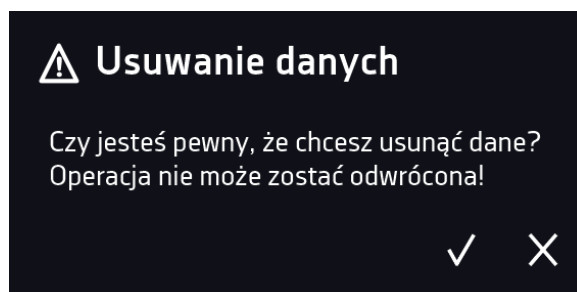 Usuwanie danych
Czy jesteś pewny, że chcesz usunąć dane?
Operacja nie może zostać odwrócona!